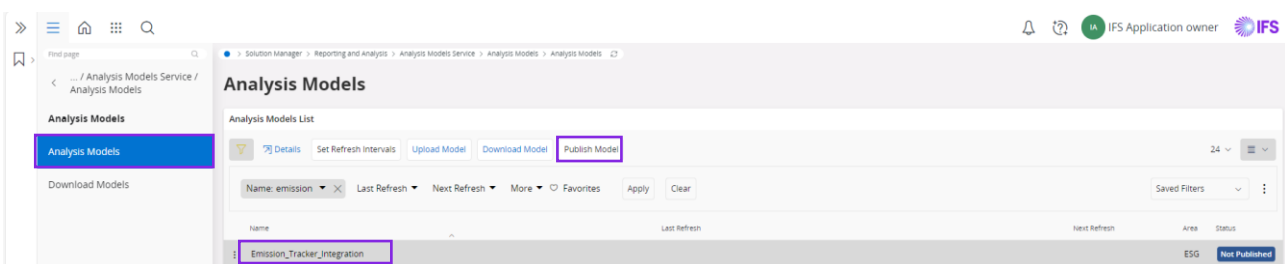 IA IFS Application owner IFS
Find page
> Solution Manager > Reporting and Analysis > Analysis Models Service > Analysis Models > Analysis Models
... / Analysis Models Service /
Analysis Models
Analysis Models
Analysis Models
Analysis Models List
Analysis Models
Details Set Refresh Intervals Upload Model Download Model Publish Model 24
Download Models
Name: emission Last Refresh Next Refresh More Favorites Apply Clear Saved Filters
Name Last Refresh Next Refresh Area Status
Emission_Tracker_Integration ESG Not Published